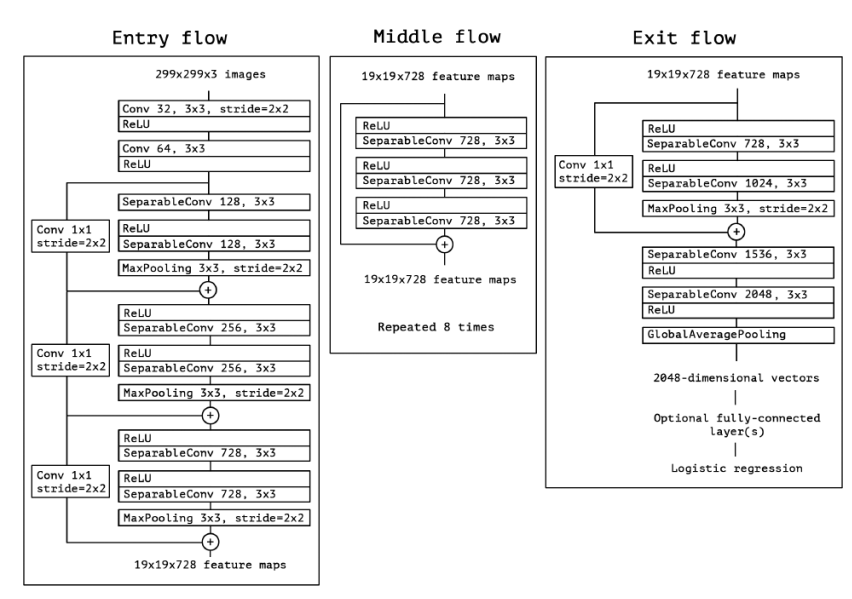 Entry flow
299x299x3 images
Conv 32, 3x3, stride=2x2
ReLU
Conv 64, 3x3
ReLU
SeparableConv 128, 3x3
Conv 1x1
stride=2x2
ReLU
SeparableConv 128, 3x3
MaxPooling 3x3, stride=2x2
+
ReLU
SeparableConv 256, 3x3
Conv 1x1
stride=2x2
ReLU
SeparableConv 256, 3x3
MaxPooling 3x3, stride=2x2
+
ReLU
SeparableConv 728, 3x3
Conv 1x1
stride=2x2
ReLU
SeparableConv 728, 3x3
MaxPooling 3x3, stride=2x2
+
19x19x728 feature maps
Middle flow
19x19x728 feature maps
ReLU
SeparableConv 728, 3x3
ReLU
SeparableConv 728, 3x3
ReLU
SeparableConv 728, 3x3
+
19x19x728 feature maps
Repeated 8 times
Exit flow
19x19x728 feature maps
ReLU
SeparableConv 728, 3x3
Conv 1x1
stride=2x2
ReLU
SeparableConv 1024, 3x3
MaxPooling 3x3, stride=2x2
+
SeparableConv 1536, 3x3
ReLU
SeparableConv 2048, 3x3
ReLU
GlobalAveragePooling
2048-dimensional vectors
Optional fully-connected
layer(s)
Logistic regression